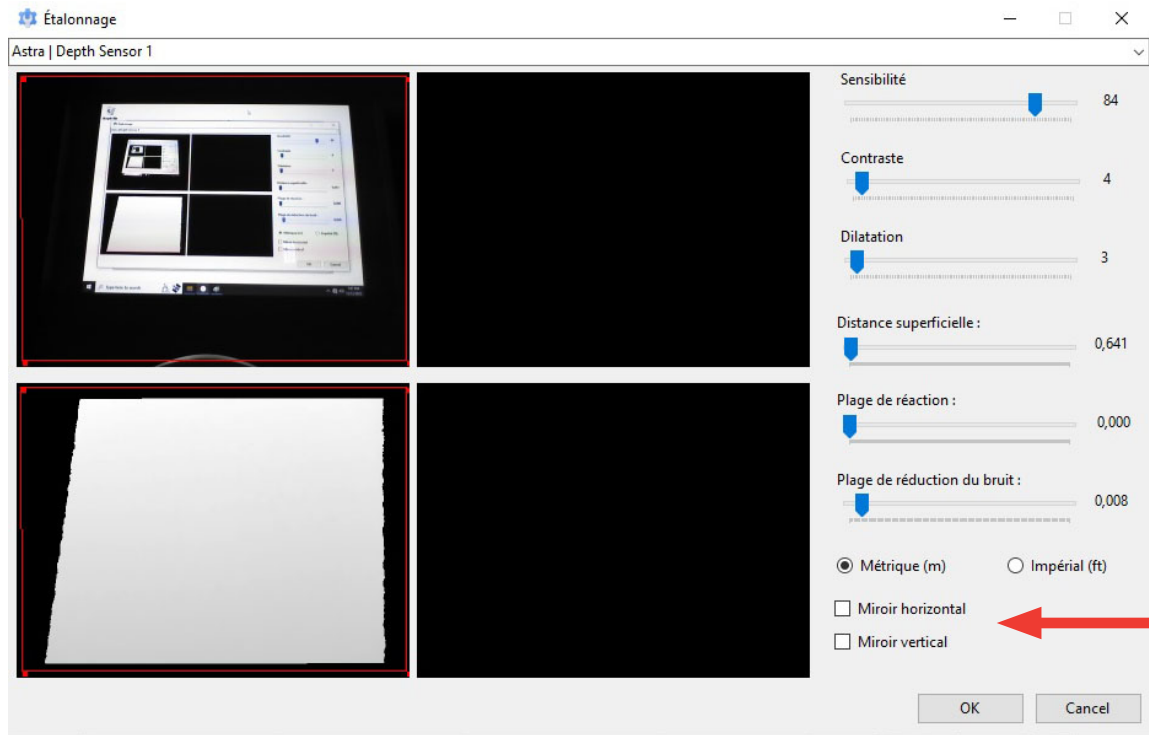 Étalonnage
Astra | Depth Sensor 1
Sensibilité
84
Contraste
4
Dilatation
3
Distance superficielle :
0,641
Plage de réaction :
0,000
Plage de réduction du bruit :
0,008
Métrique (m) Impérial (ft)
Miroir horizontal
Miroir vertical
OK Cancel